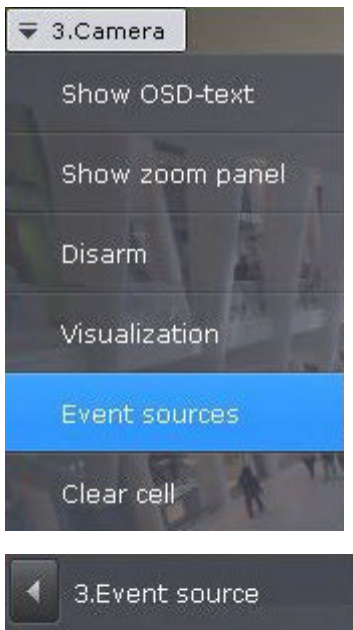 3.Camera
Show OSD-text
Show zoom panel
Disarm
Visualization
Event sources
Clear cell
3.Event source